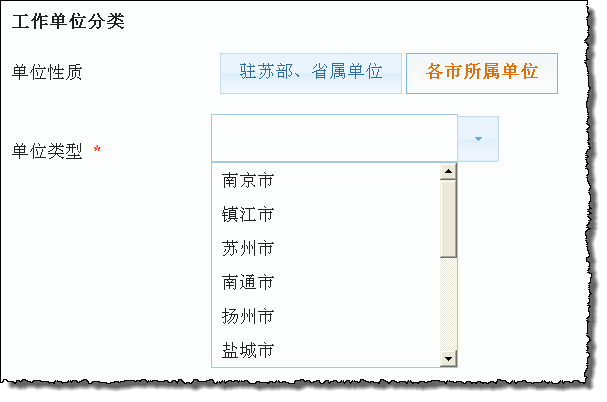 工作单位分类
单位性质 驻苏部、省属单位 各市所属单位
单位类型 *
南京市
镇江市
苏州市
南通市
扬州市
盐城市